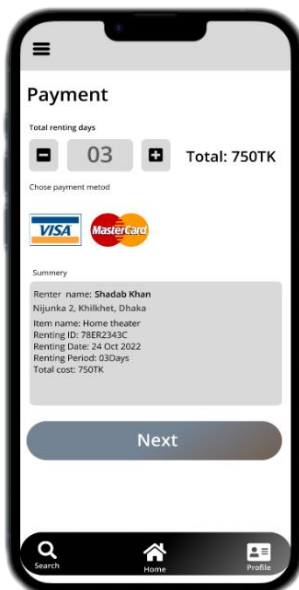 Payment
Total renting days
03
Total: 750TK
Chose payment metod
VISA
MasterCard
Summery
Renter name: Shadab Khan
Nijunka 2, Khilkhet, Dhaka
Item name: Home theater
Renting ID: 78ER2343C
Renting Date: 24 Oct 2022
Renting Period: 03Days
Total cost: 750TK
Next
Search
Home
Profile